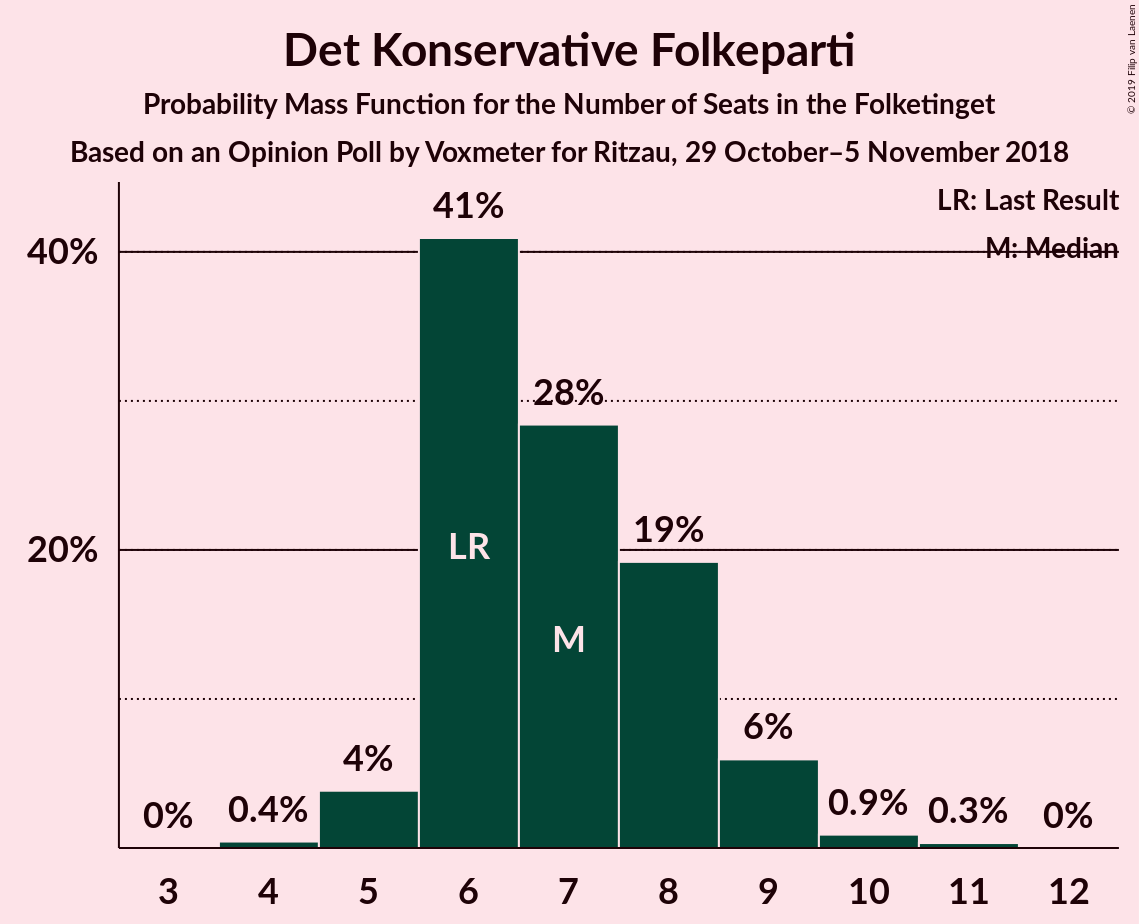 Det Konservative Folkeparti
Probability Mass Function for the Number of Seats in the Folketinget
Based on an Opinion Poll by Voxmeter for Ritzau, 29 October–5 November 2018
© 2019 Filip van Laenen
LR: Last Result
M: Median
40%
20%
0%
0.4%
4%
41%
28%
19%
6%
0.9%
0.3%
0%
LR
M
3 4 5 6 7 8 9 10 11 12